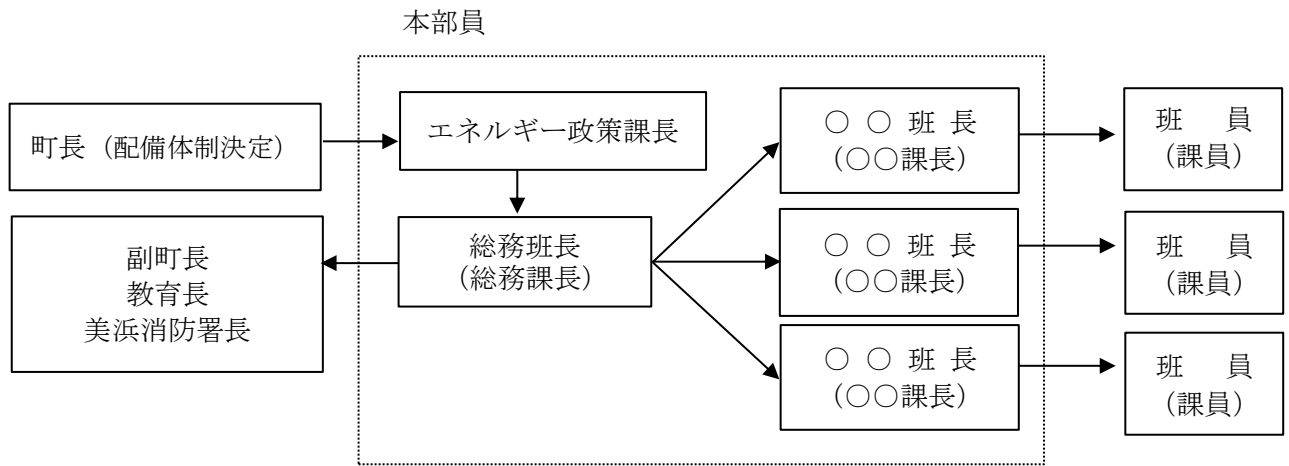 本部員
町長（配備体制決定）
エネルギー政策課長
○ ○ 班 長
（○○課長）
班　員
（課員）
副町長
教育長
美浜消防署長
総務班長
（総務課長）
○ ○ 班 長
（○○課長）
班　員
（課員）
○ ○ 班 長
（○○課長）
班　員
（課員）